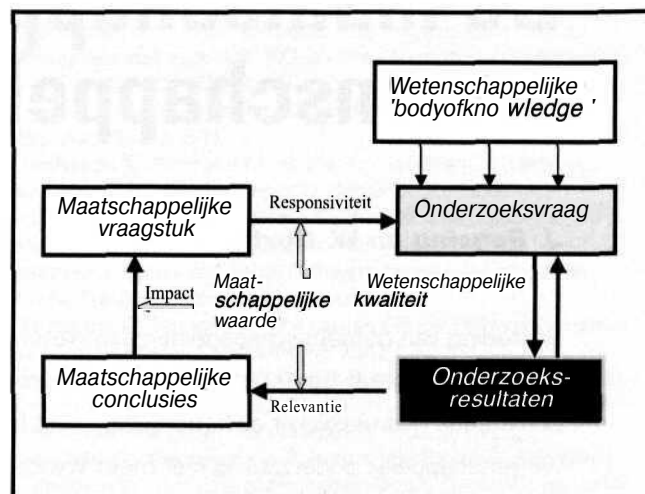 Wetenschappelijke
'bodyofkno wledge '
Maatschappelijke
vraagstuk
Responsiviteit
Onderzoeksvraag
Impact
Maat-
schappelijke
waarde
Wetenschappelijke
kwaliteit
Maatschappelijke
conclusies
Relevantie
Onderzoeks-
resultaten